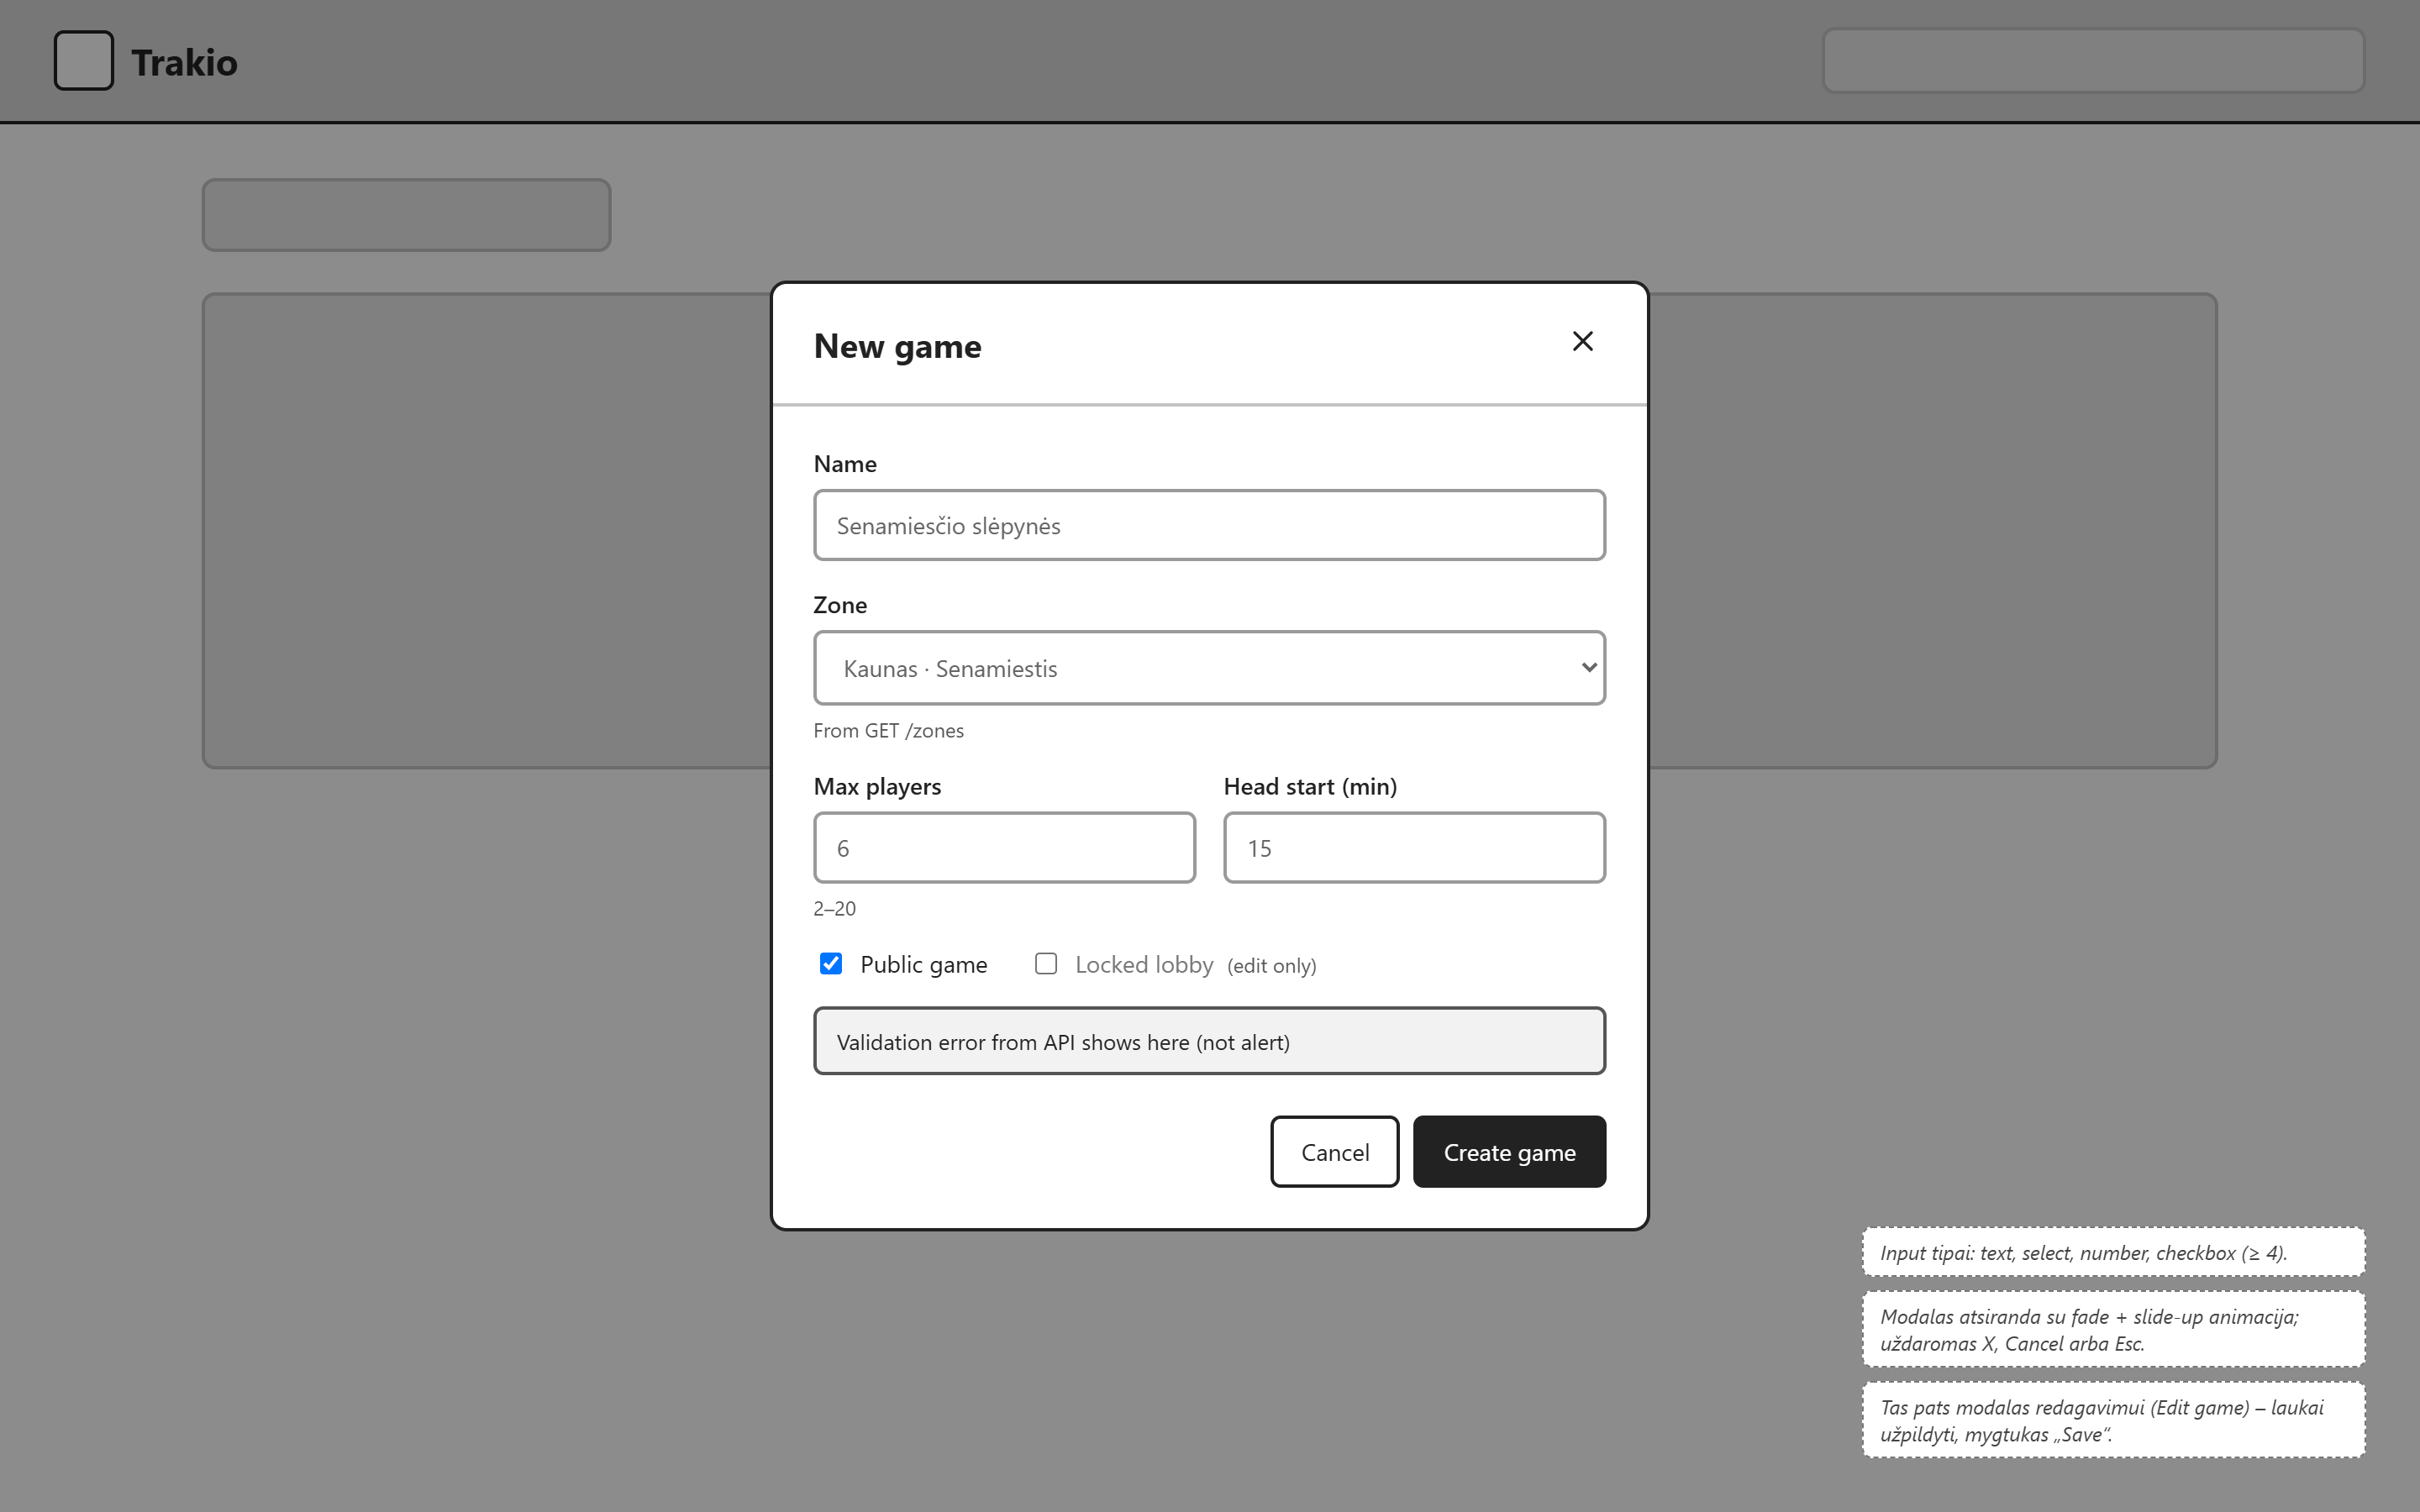 Trakio
New game
Name
Senamiesčio slėpynės
Zone
Kaunas · Senamiestis
From GET /zones
Max players
Head start (min)
6
15
2–20
Public game
Locked lobby (edit only)
Validation error from API shows here (not alert)
Cancel
Create game
Input tipai: text, select, number, checkbox (≥ 4).
Modalas atsiranda su fade + slide-up animacija;
uždaromas X, Cancel arba Esc.
Tas pats modalas redagavimui (Edit game) – laukai
užpildyti, mygtukas „Save“.